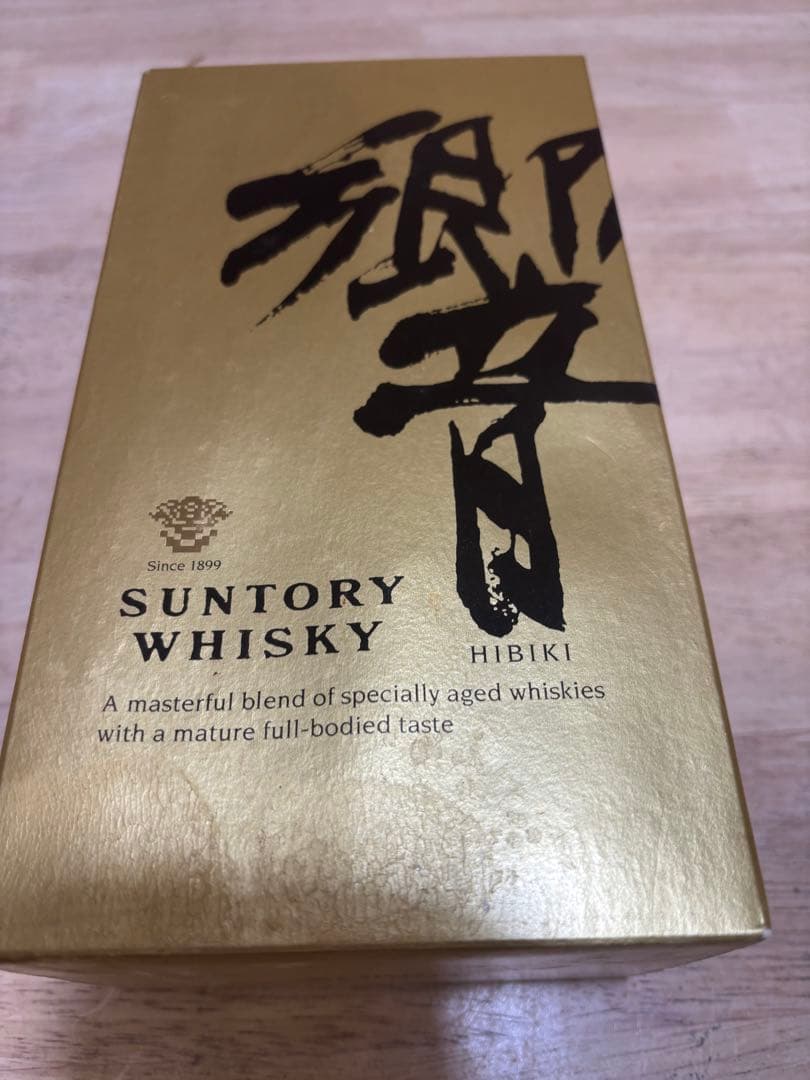 響
Since 1899
SUNTORY
WHISKY
HIBIKI
A masterful blend of specially aged whiskies
with a mature full-bodied taste